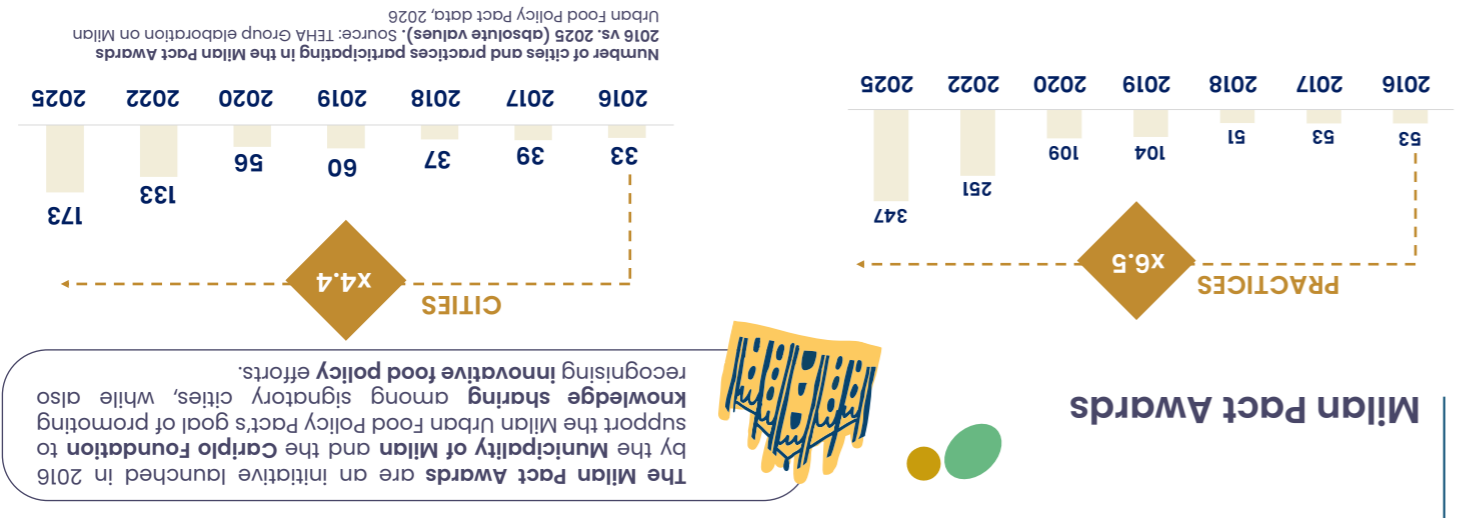 Milan Pact Awards
The Milan Pact Awards are an initiative launched in 2016
by the Municipality of Milan and the Cariplo Foundation to
support the Milan Urban Food Policy Pact's goal of promoting
knowledge sharing among signatory cities, while also
recognising innovative food policy efforts.
PRACTICES
x6.5
53 53 51 104 109 251 347
2016 2017 2018 2019 2020 2022 2025
CITIES
x4.4
33 39 37 60 56 133 173
2016 2017 2018 2019 2020 2022 2025
Number of cities and practices participating in the Milan Pact Awards
2016 vs. 2025 (absolute values). Source: TEHA Group elaboration on Milan
Urban Food Policy Pact data, 2026